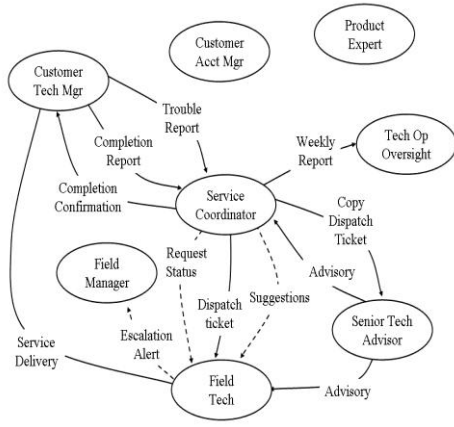 Product
Expert
Customer
Acct Mgr
Customer
Tech Mgr
Trouble
Report
Completion
Report
Weekly
Report
Tech Op
Oversight
Completion
Confirmation
Service
Coordinator
Copy
Dispatch
Ticket
Request
Status
Field
Manager
Advisory
Dispatch
ticket
Suggestions
Senior Tech
Advisor
Escalation
Alert
Service
Delivery
Field
Tech
Advisory